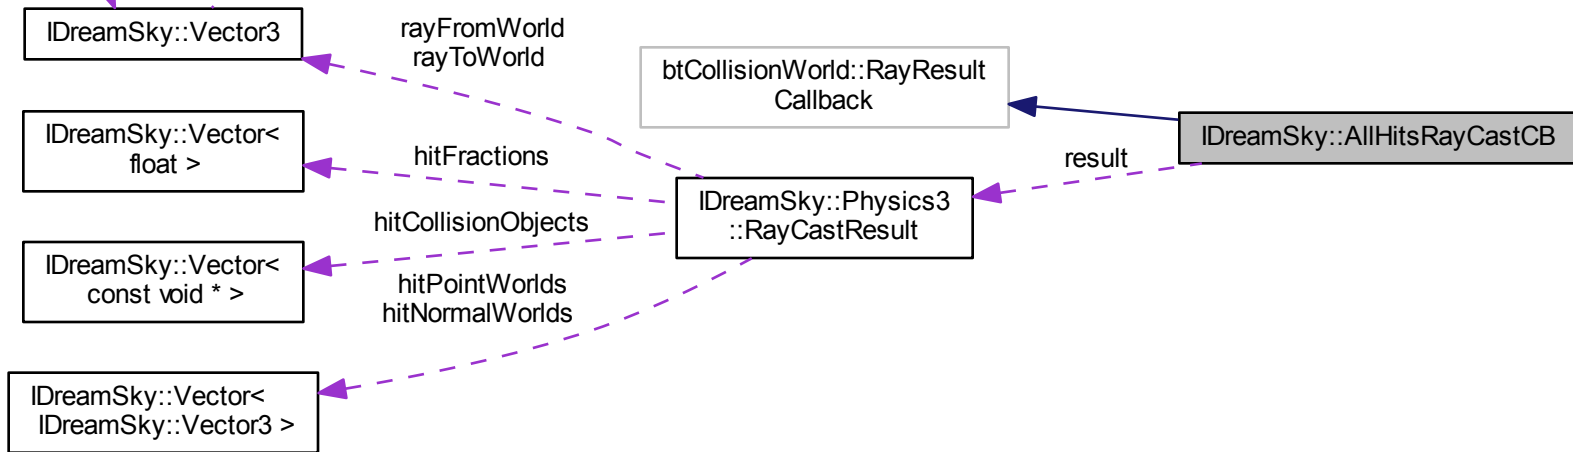 IDreamSky::Vector3
rayFromWorld
rayToWorld
btCollisionWorld::RayResult
Callback
IDreamSky::AllHitsRayCastCB
IDreamSky::Vector<
float >
hitFractions
result
IDreamSky::Physics3
::RayCastResult
hitCollisionObjects
IDreamSky::Vector<
const void * >
hitPointWorlds
hitNormalWorlds
IDreamSky::Vector<
IDreamSky::Vector3 >